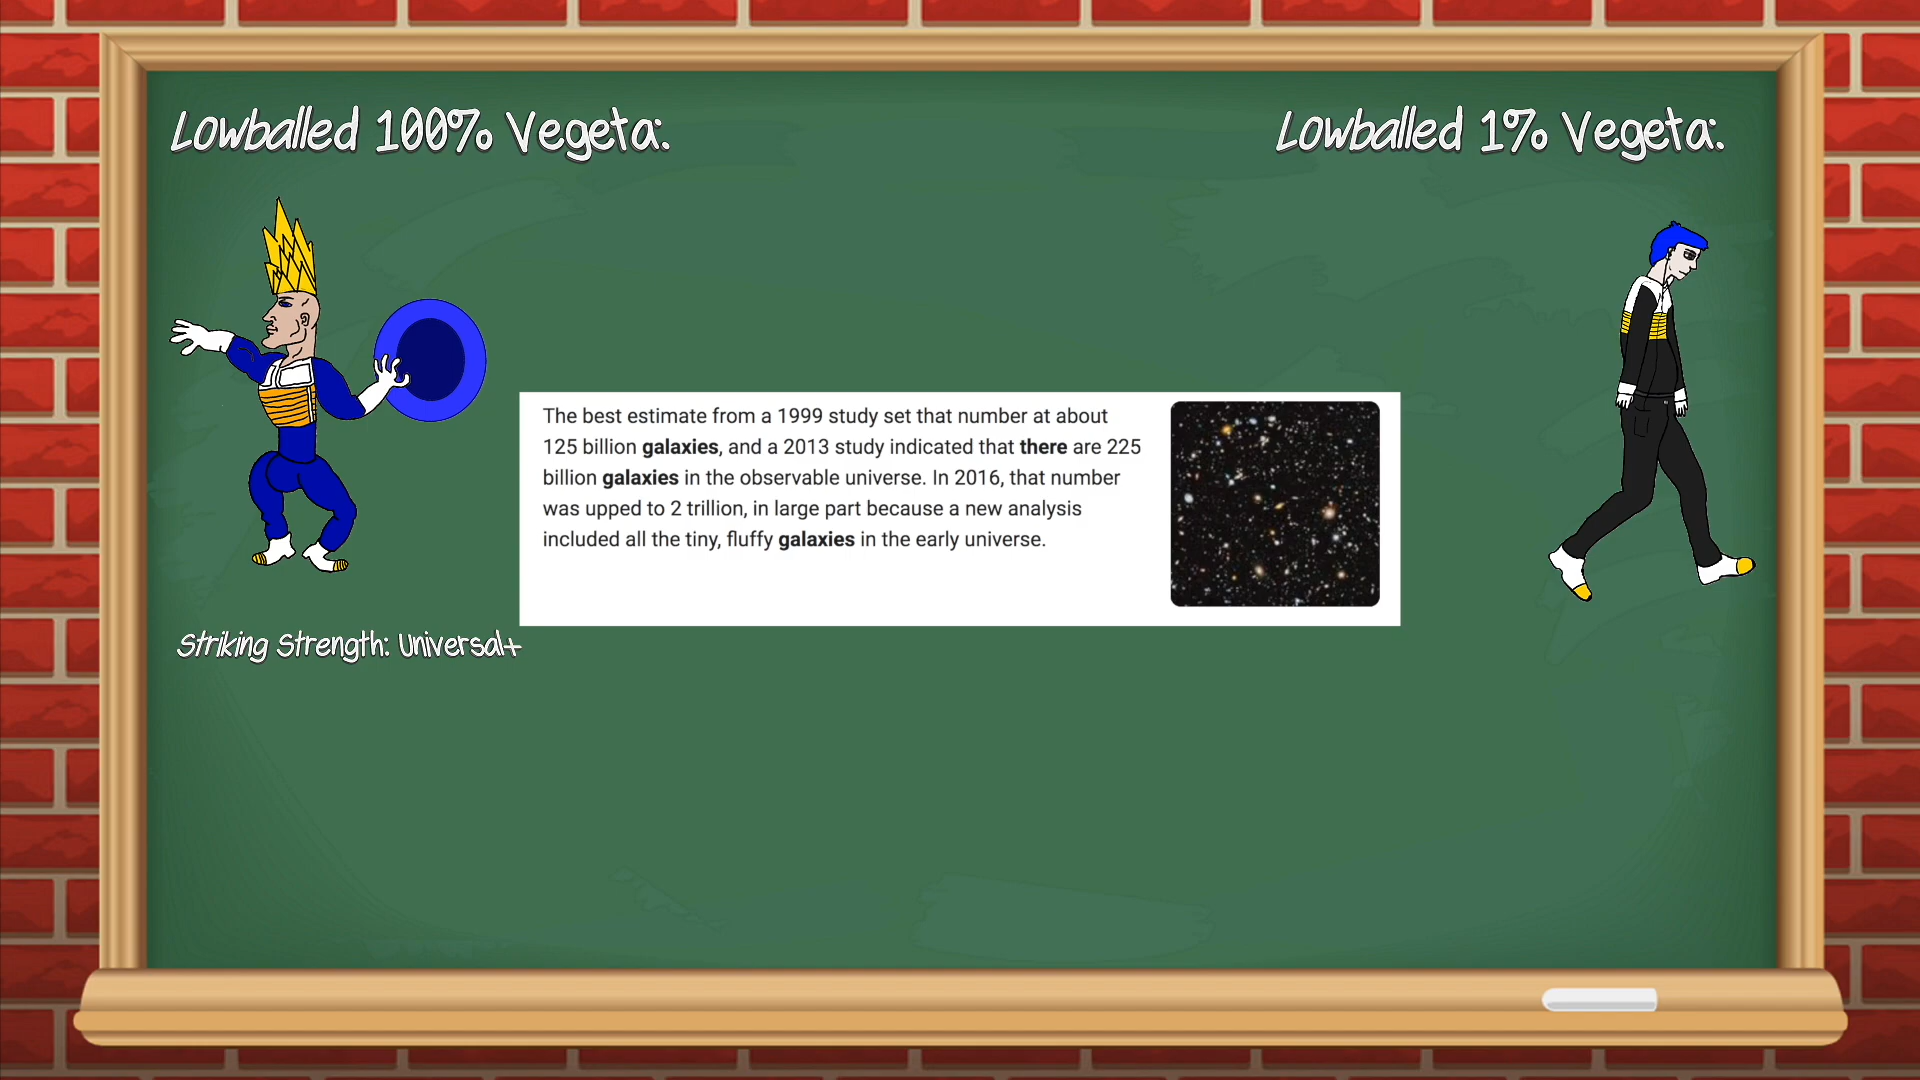 Lowballed 100% Vegeta:
Lowballed 1% Vegeta:
The best estimate from a 1999 study set that number at about
125 billion galaxies, and a 2013 study indicated that there are 225
billion galaxies in the observable universe. In 2016, that number
was upped to 2 trillion, in large part because a new analysis
included all the tiny, fluffy galaxies in the early universe.
Striking Strength: Universal+